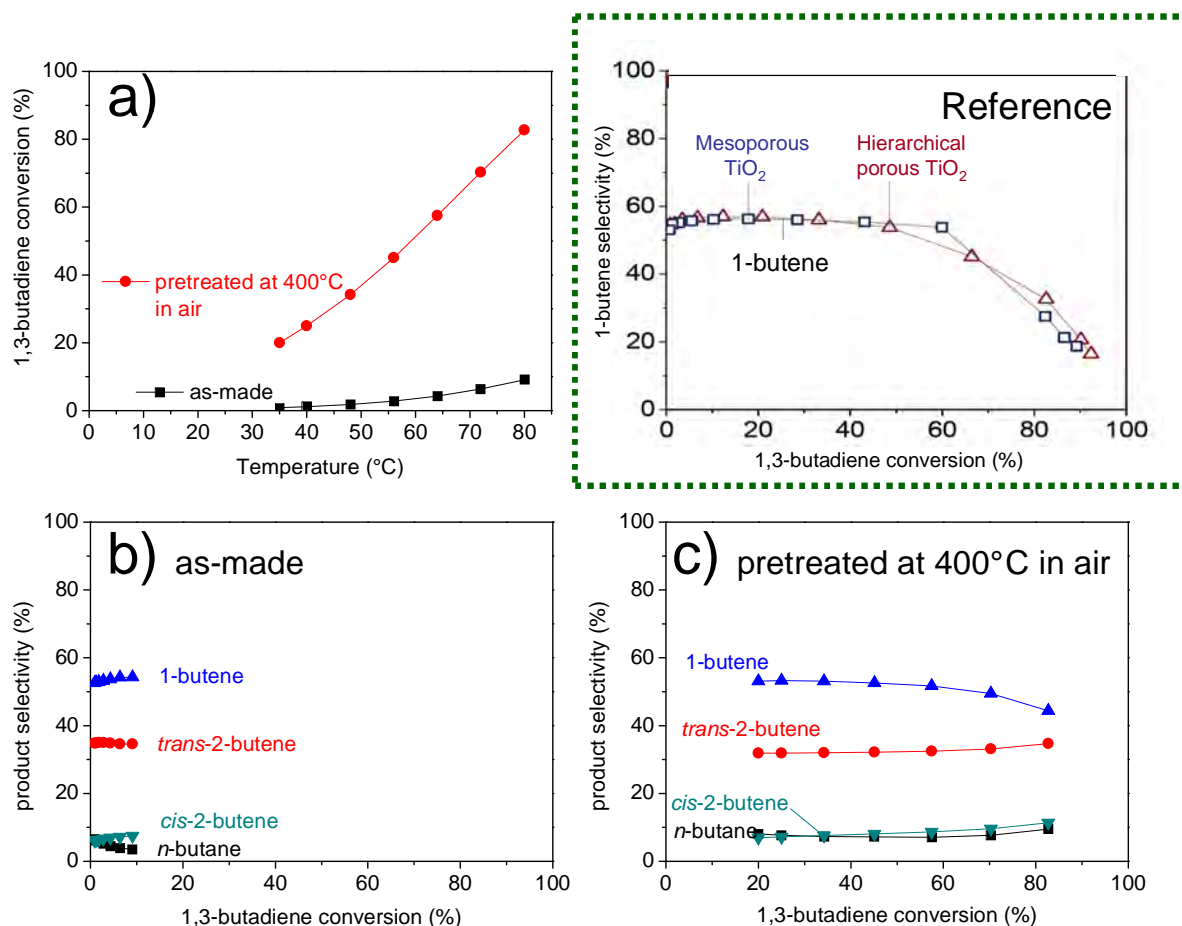 a)
1,3-butadiene conversion (%)
100
80
60
40
20
0
pretreated at 400°C
in air
as-made
0 10 20 30 40 50 60 70 80
Temperature (°C)
Reference
1-butene selectivity (%)
100
80
60
40
20
0
Mesoporous
TiO2
Hierarchical
porous TiO2
1-butene
0 20 40 60 80 100
1,3-butadiene conversion (%)
b) as-made
product selectivity (%)
100
80
60
40
20
0
1-butene
trans-2-butene
cis-2-butene
n-butane
0 20 40 60 80 100
1,3-butadiene conversion (%)
c) pretreated at 400°C in air
product selectivity (%)
100
80
60
40
20
0
1-butene
trans-2-butene
cis-2-butene
n-butane
0 20 40 60 80 100
1,3-butadiene conversion (%)